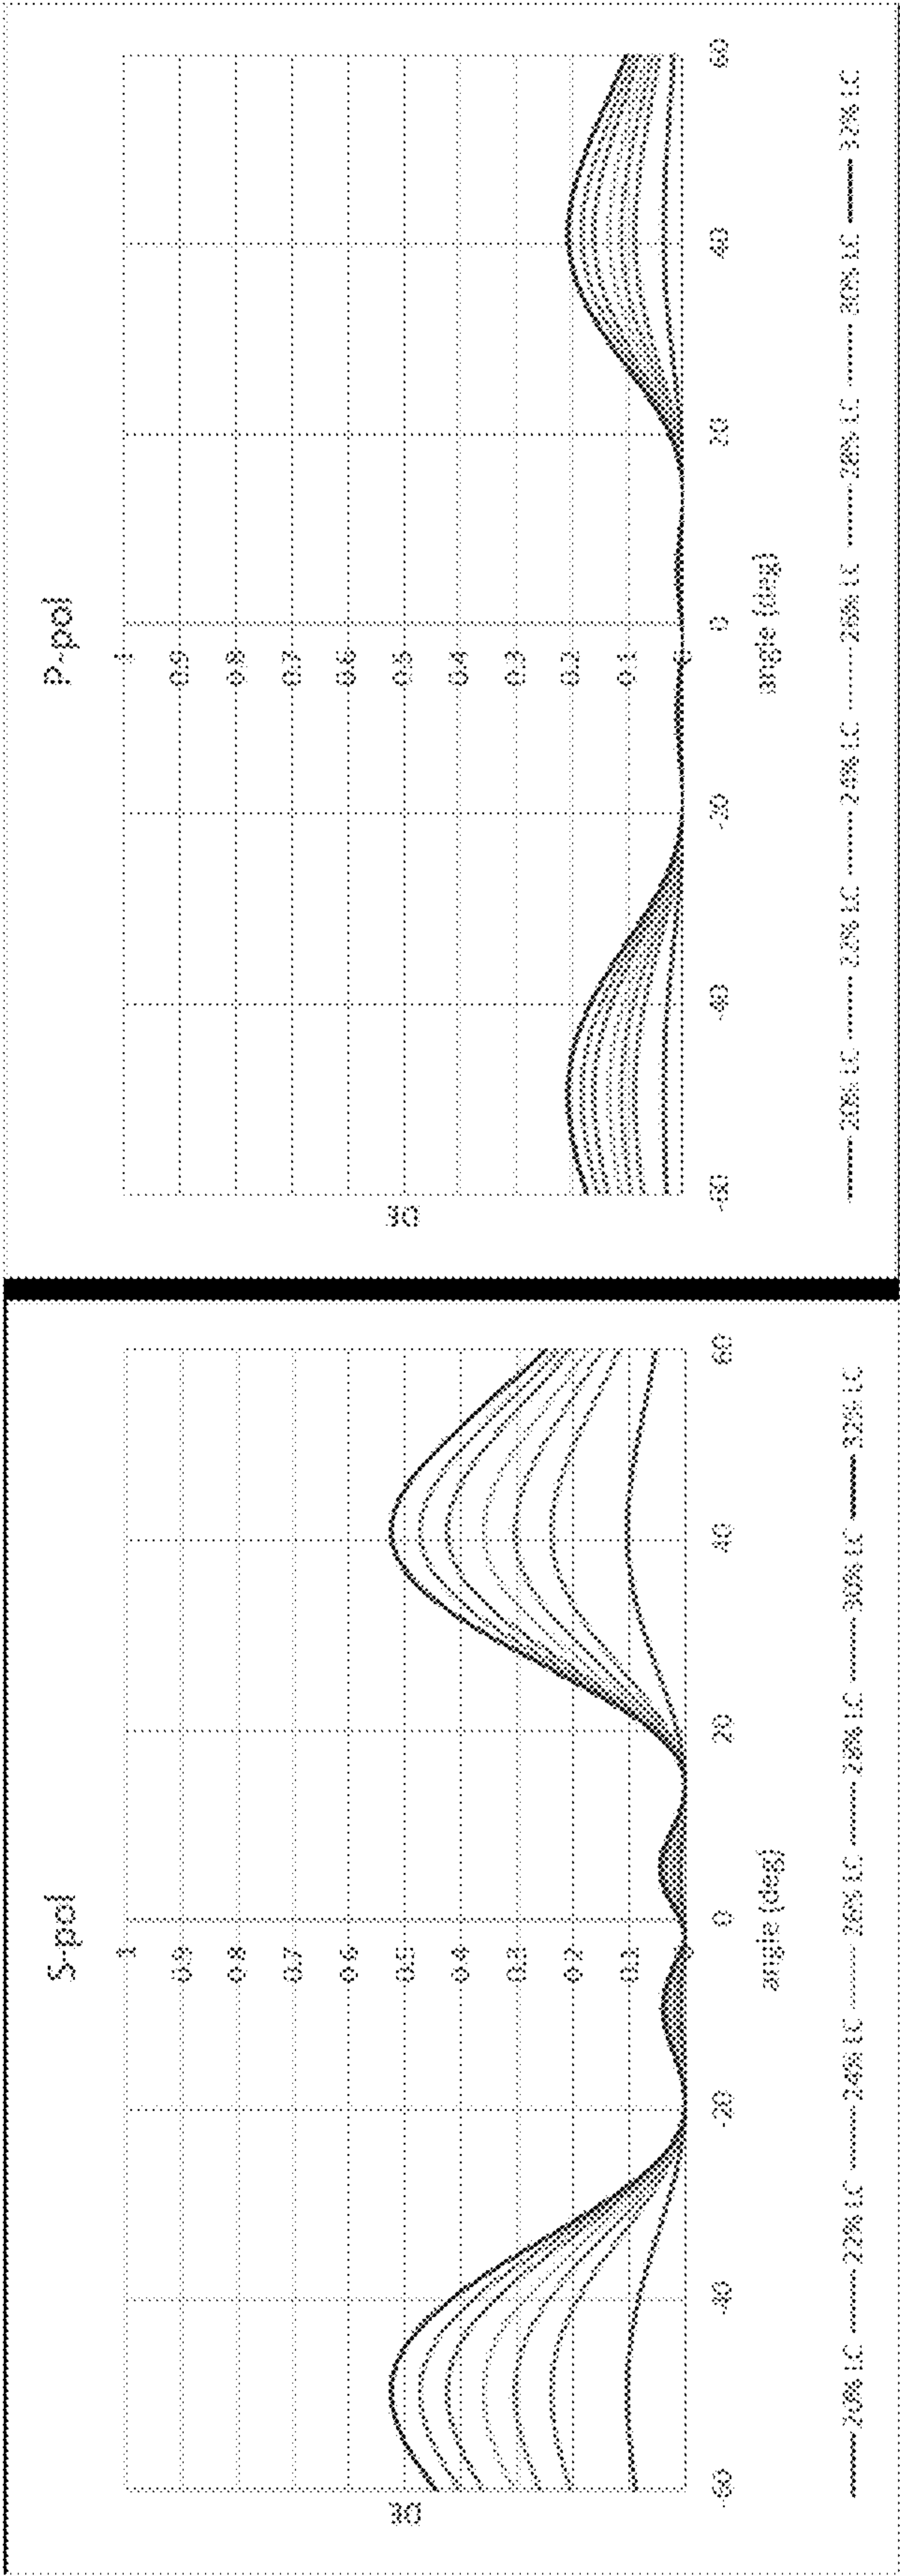 S-pol
DE
1
0.9
0.8
0.7
0.6
0.5
0.4
0.3
0.2
0.1
0
-60 -40 -20 0 20 40 60
angle (deg)
20% LC 22% LC 24% LC 26% LC 28% LC 30% LC 32% LC
P-pol
DE
1
0.9
0.8
0.7
0.6
0.5
0.4
0.3
0.2
0.1
0
-60 -40 -20 0 20 40 60
angle (deg)
20% LC 22% LC 24% LC 26% LC 28% LC 30% LC 32% LC